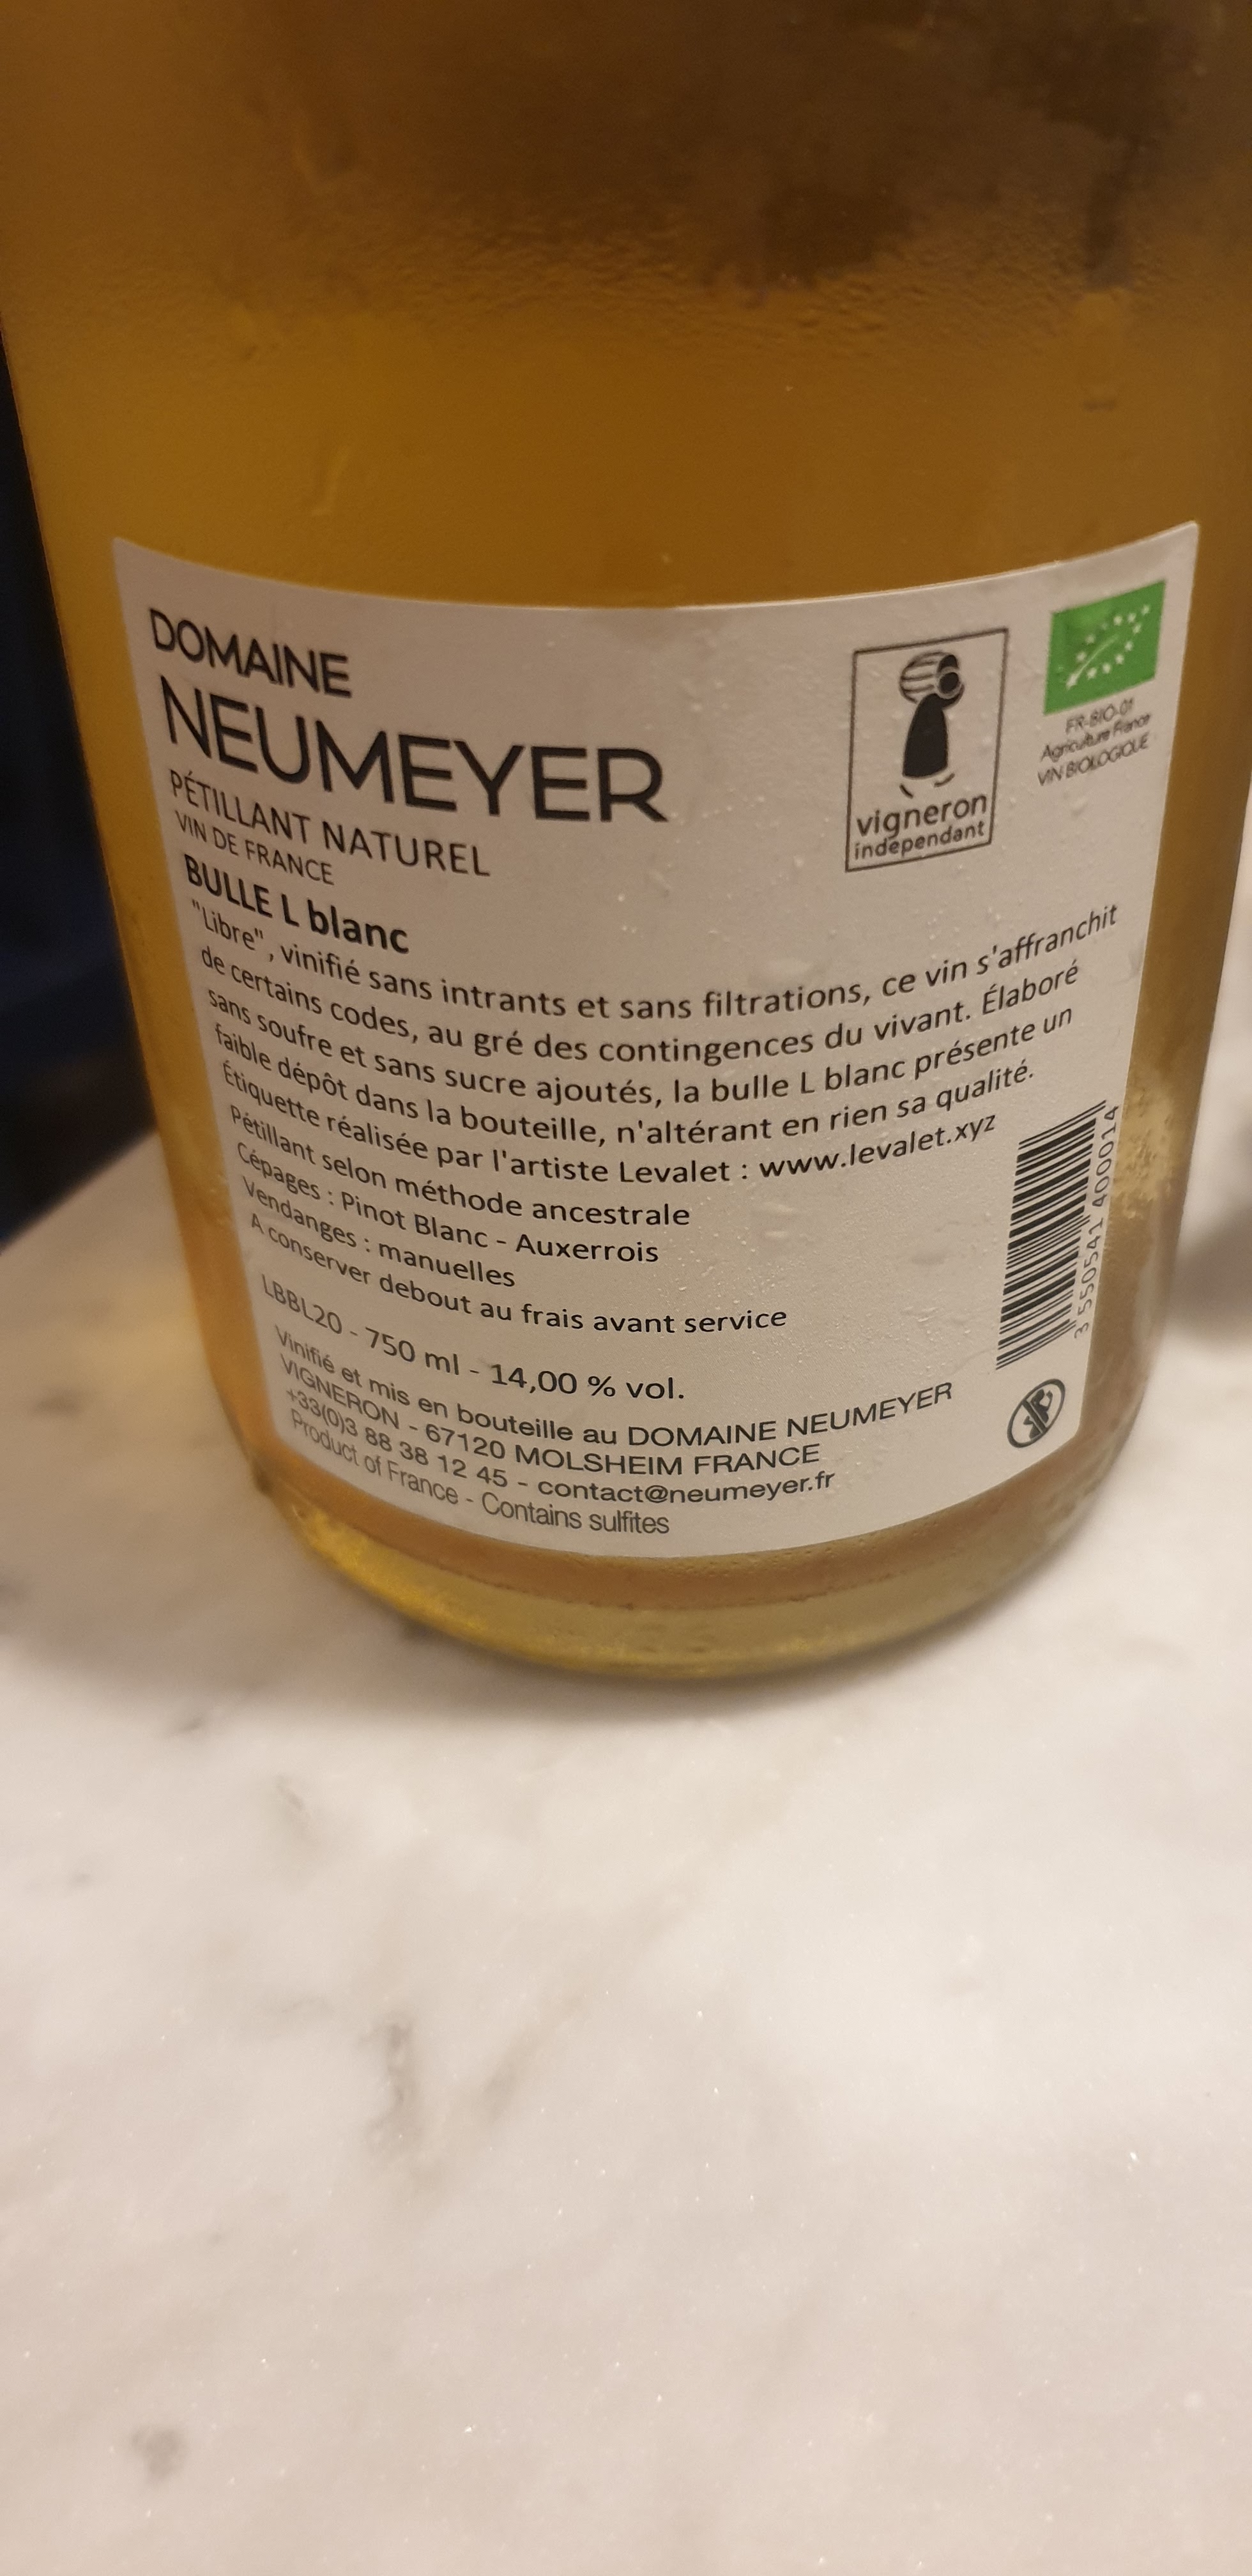 DOMAINE
NEUMEYER
PÉTILLANT NATUREL
VIN DE FRANCE
BULLE L blanc
"Libre", vinifié sans intrants et sans filtrations, ce vin s'affranchit
de certains codes, au gré des contingences du vivant. Élaboré
sans soufre et sans sucre ajoutés, la bulle L blanc présente un
faible dépôt dans la bouteille, n'altérant en rien sa qualité.
Étiquette réalisée par l'artiste Levalet : www.levalet.xyz
Pétillant selon méthode ancestrale
Cépages : Pinot Blanc - Auxerrois
Vendanges : manuelles
A conserver debout au frais avant service
LBBL20 - 750 ml - 14,00 % vol.
Vinifié et mis en bouteille au DOMAINE NEUMEYER
VIGNERON - 67120 MOLSHEIM FRANCE
+33(0)3 88 38 12 45 - contact@neumeyer.fr
Product of France - Contains sulfites
vigneron
indépendant
FR-BIO-01
Agriculture France
VIN BIOLOGIQUE
3 550541 400014